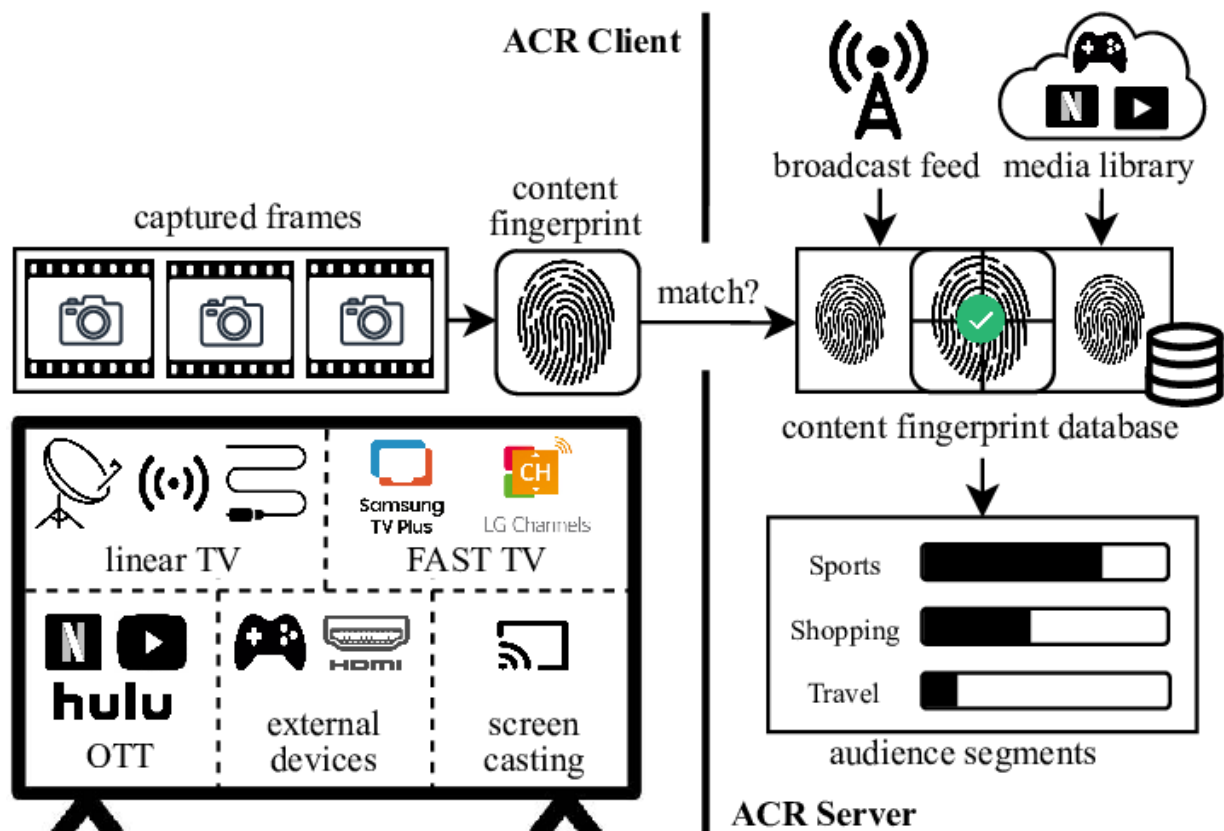 ACR Client
broadcast feed
media library
N
captured frames
content
fingerprint
match?
content fingerprint database
Samsung
TV Plus
CH
LG Channels
linear TV
FAST TV
N
hulu
OTT
HDMI
external
devices
screen
casting
Sports
Shopping
Travel
audience segments
ACR Server